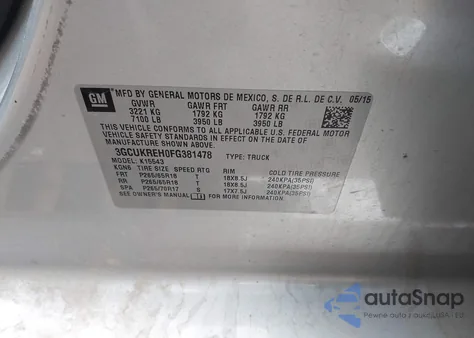 GM
MFD BY GENERAL MOTORS DE MEXICO, S. DE R.L. DE C.V. 05/15
GVWR GAWR FRT GAWR RR
3221 KG 1792 KG 1792 KG
7100 LB 3950 LB 3950 LB
THIS VEHICLE CONFORMS TO ALL APPLICABLE U.S. FEDERAL MOTOR
VEHICLE SAFETY STANDARDS IN EFFECT ON THE DATE OF
MANUFACTURE SHOWN ABOVE.
3GCUKREH0FG381478 TYPE: TRUCK
K15543
TIRE SIZE SPEED RTG RIM COLD TIRE PRESSURE
FRT P265/65R18 T 18X8.5J 240KPA(35PSI)
RR P265/65R18 T 18X8.5J 240KPA(35PSI)
SPA P265/70R17 S 17X7.5J 240KPA(35PSI)
SEE OWNER'S MANUAL FOR ADDITIONAL INFORMATION
autoSnap
Pewne auto z